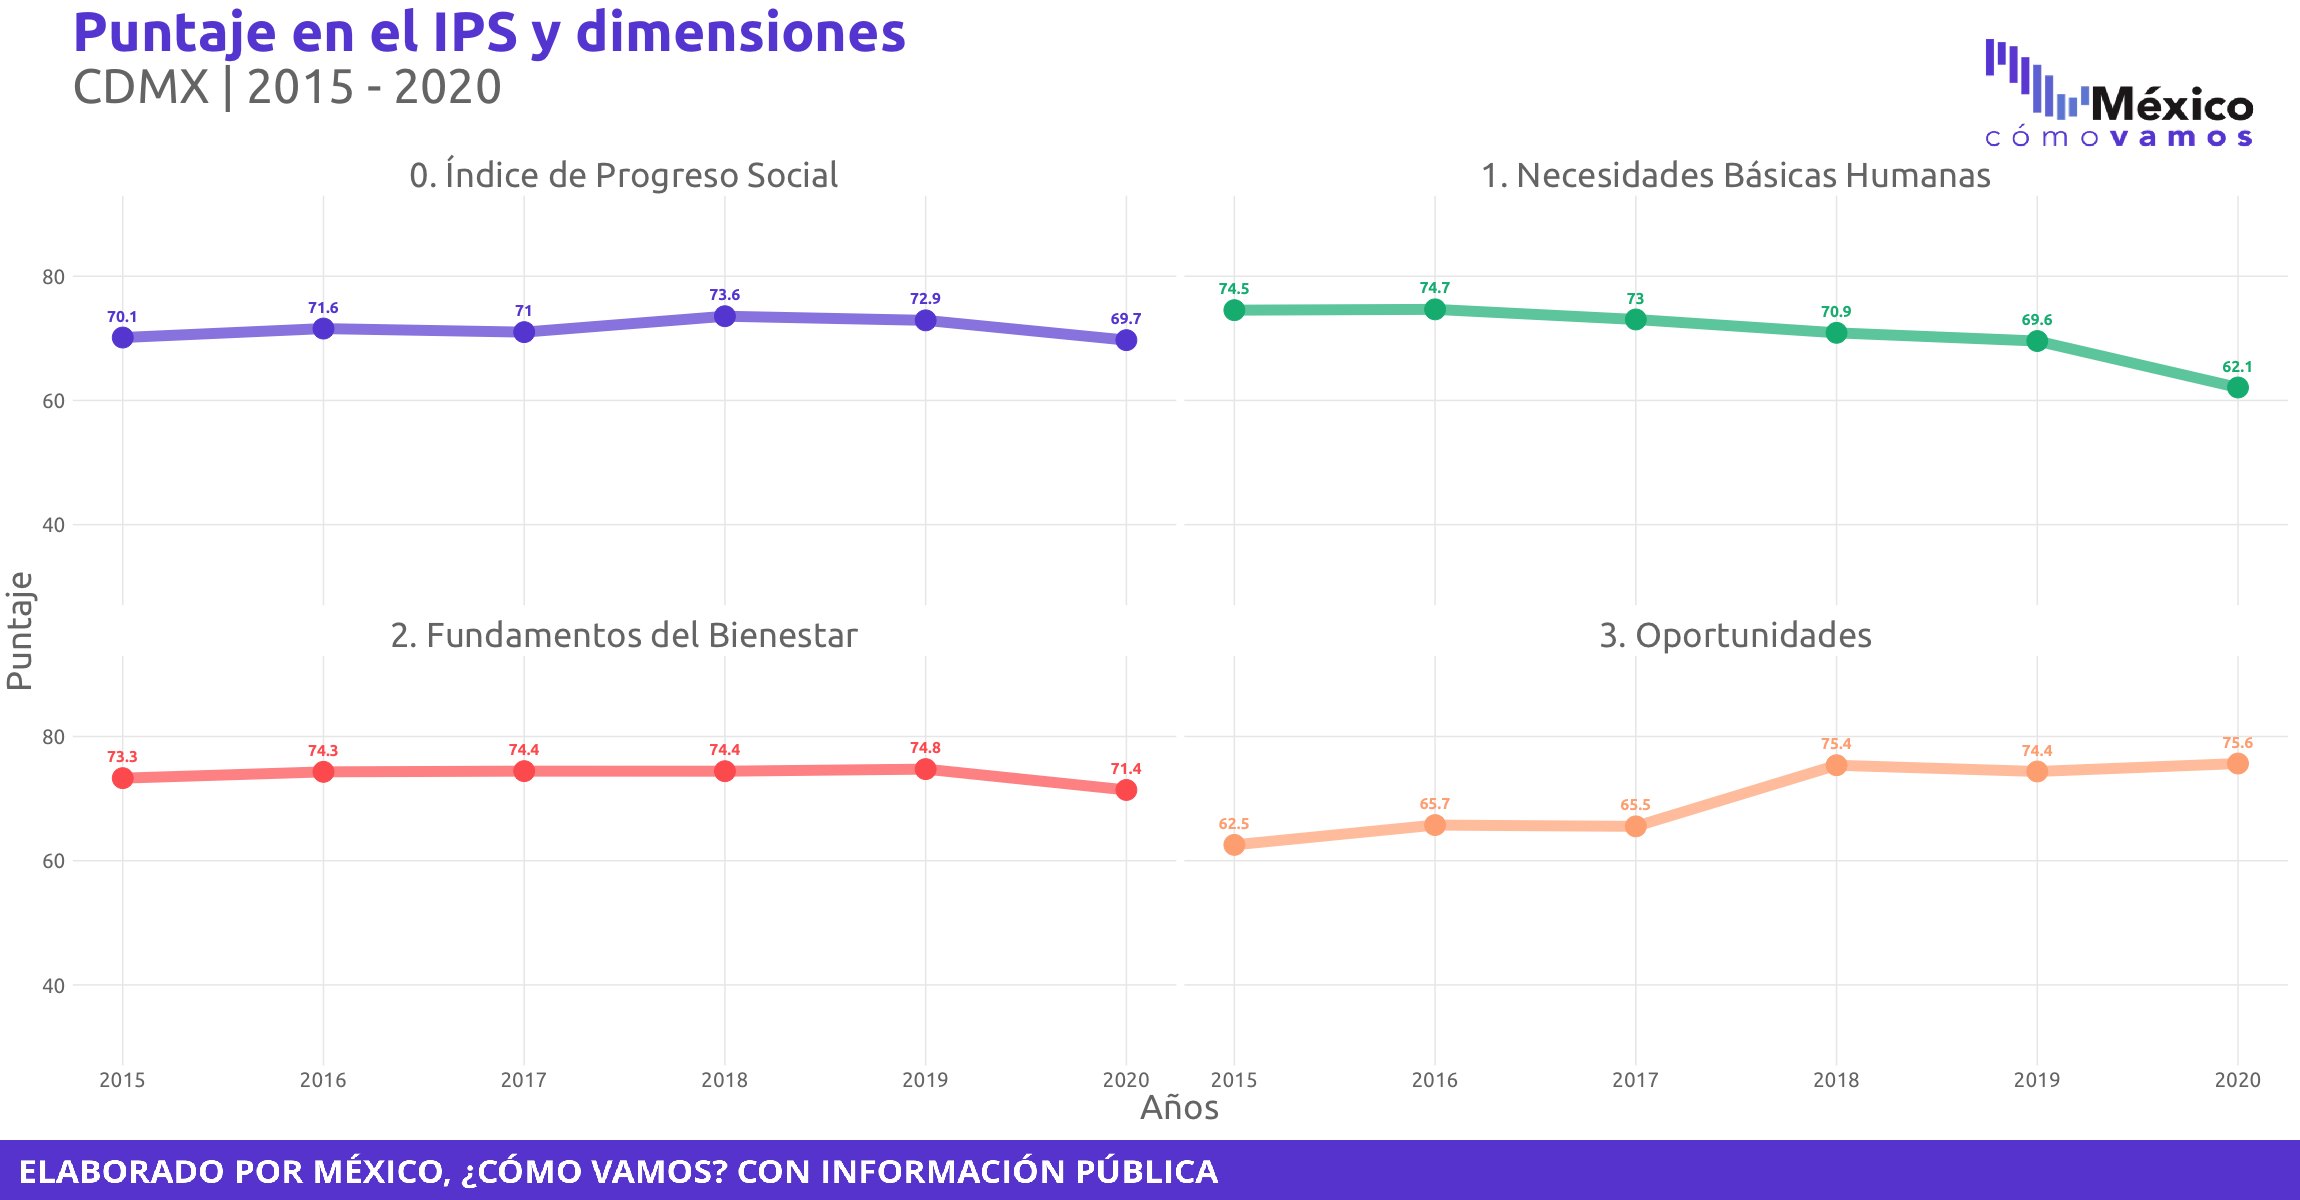 Puntaje en el IPS y dimensiones
CDMX | 2015 - 2020
México
cómovamos
0. Índice de Progreso Social
1. Necesidades Básicas Humanas
80
60
40
70.1
71.6
71
73.6
72.9
69.7
74.5
74.7
73
70.9
69.6
62.1
Puntaje
2. Fundamentos del Bienestar
3. Oportunidades
80
60
40
73.3
74.3
74.4
74.4
74.8
71.4
62.5
65.7
65.5
75.4
74.4
75.6
2015 2016 2017 2018 2019 2020 2015 2016 2017 2018 2019 2020
Años
ELABORADO POR MÉXICO, ¿CÓMO VAMOS? CON INFORMACIÓN PÚBLICA